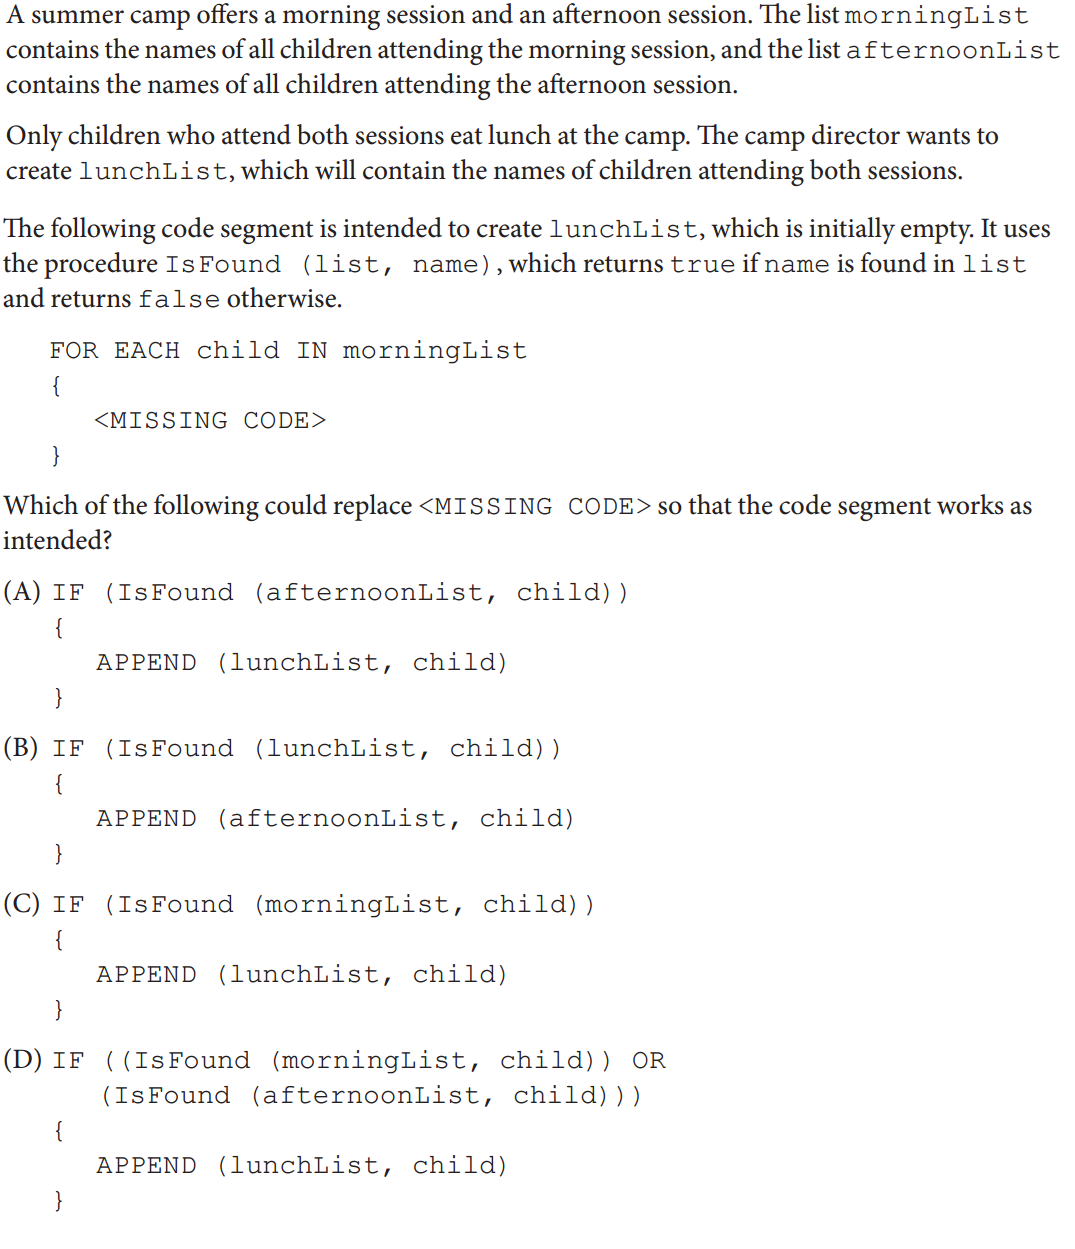 A summer camp offers a morning session and an afternoon session. The list morningList
contains the names of all children attending the morning session, and the list afternoonList
contains the names of all children attending the afternoon session.
Only children who attend both sessions eat lunch at the camp. The camp director wants to
create lunchList, which will contain the names of children attending both sessions.
The following code segment is intended to create lunchList, which is initially empty. It uses
the procedure IsFound (list, name), which returns true if name is found in list
and returns false otherwise.
FOR EACH child IN morningList
{
<MISSING CODE>
}
Which of the following could replace <MISSING CODE> so that the code segment works as
intended?
(A) IF (IsFound (afternoonList, child))
{
APPEND (lunchList, child)
}
(B) IF (IsFound (lunchList, child))
{
APPEND (afternoonList, child)
}
(C) IF (IsFound (morningList, child))
{
APPEND (lunchList, child)
}
(D) IF ((IsFound (morningList, child)) OR
(IsFound (afternoonList, child)))
{
APPEND (lunchList, child)
}